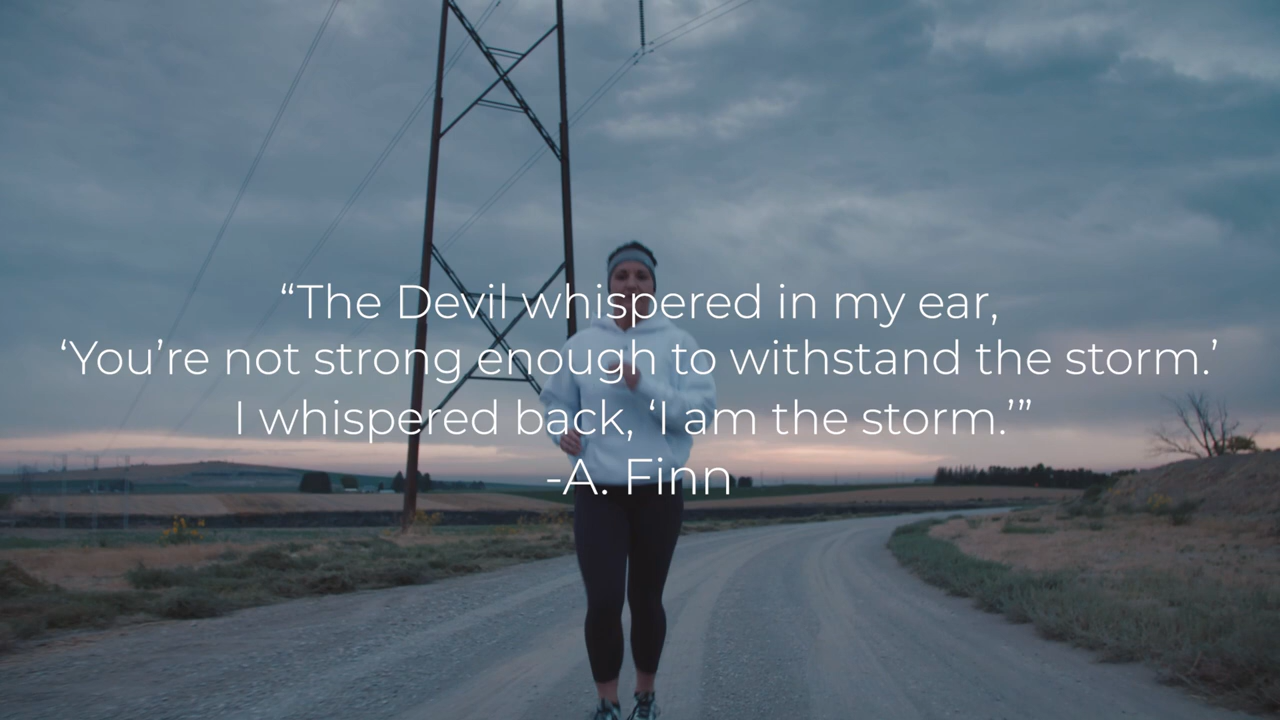 “The Devil whispered in my ear,
‘You’re not strong enough to withstand the storm.’
I whispered back, ‘I am the storm.’”
-A. Finn